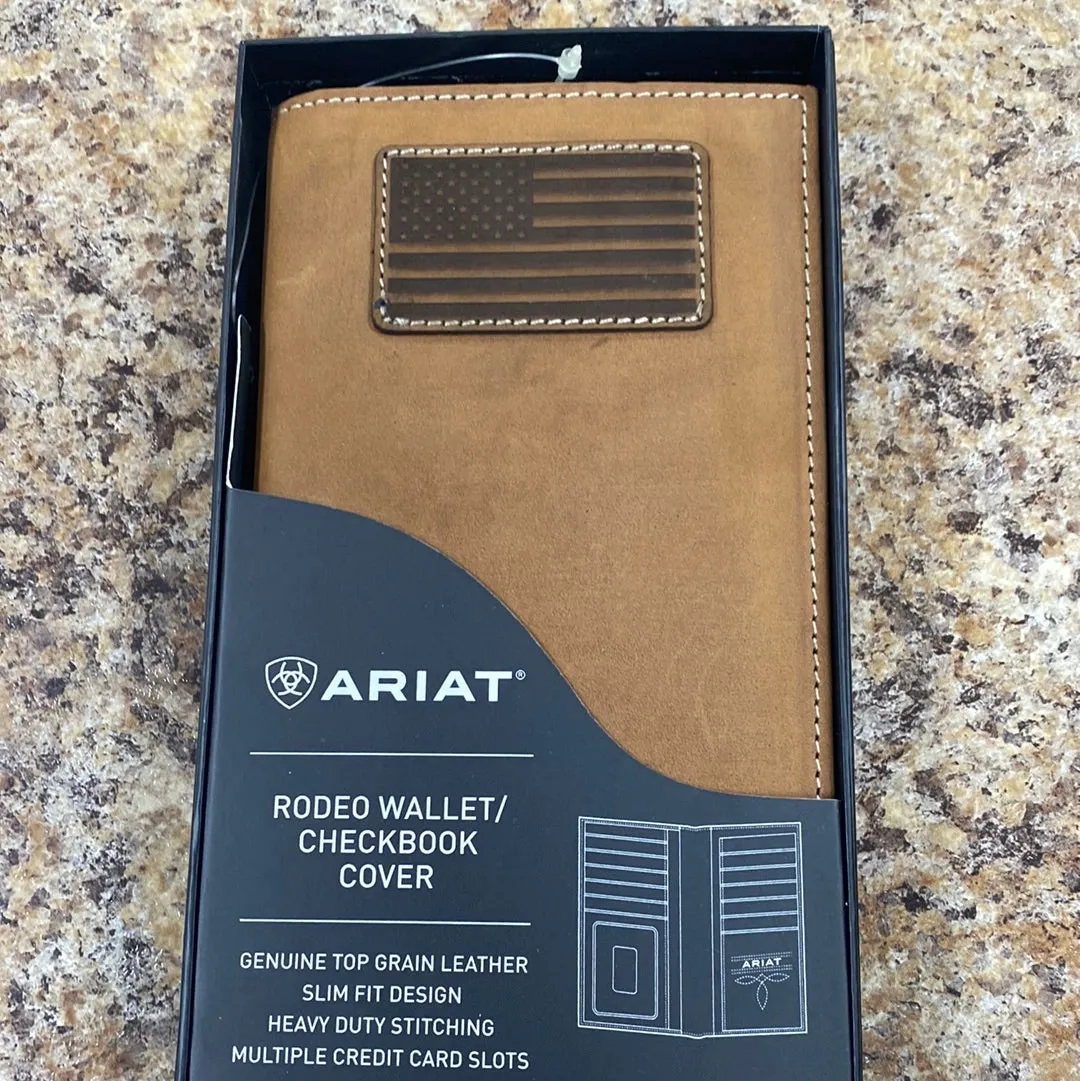 ARIAT®
RODEO WALLET/
CHECKBOOK
COVER
GENUINE TOP GRAIN LEATHER
SLIM FIT DESIGN
HEAVY DUTY STITCHING
MULTIPLE CREDIT CARD SLOTS
ARIAT